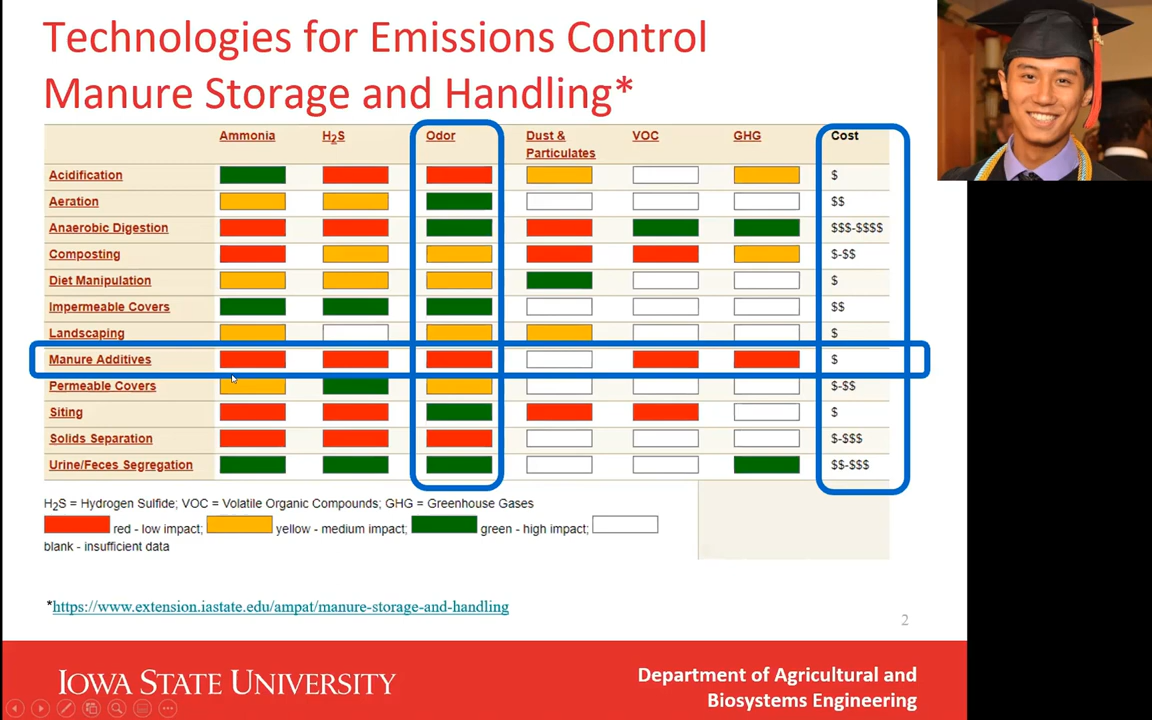 Technologies for Emissions Control
Manure Storage and Handling*
Ammonia H2S Odor Dust & Particulates VOC GHG Cost
Acidification $
Aeration $$
Anaerobic Digestion $$$-$$$$
Composting $-$$
Diet Manipulation $
Impermeable Covers $$
Landscaping $
Manure Additives $
Permeable Covers $-$$
Siting $
Solids Separation $-$$$
Urine/Feces Segregation $$-$$$
H2S = Hydrogen Sulfide; VOC = Volatile Organic Compounds; GHG = Greenhouse Gases
red - low impact; yellow - medium impact; green - high impact;
blank - insufficient data
*https://www.extension.iastate.edu/ampat/manure-storage-and-handling
2
IOWA STATE UNIVERSITY
Department of Agricultural and
Biosystems Engineering